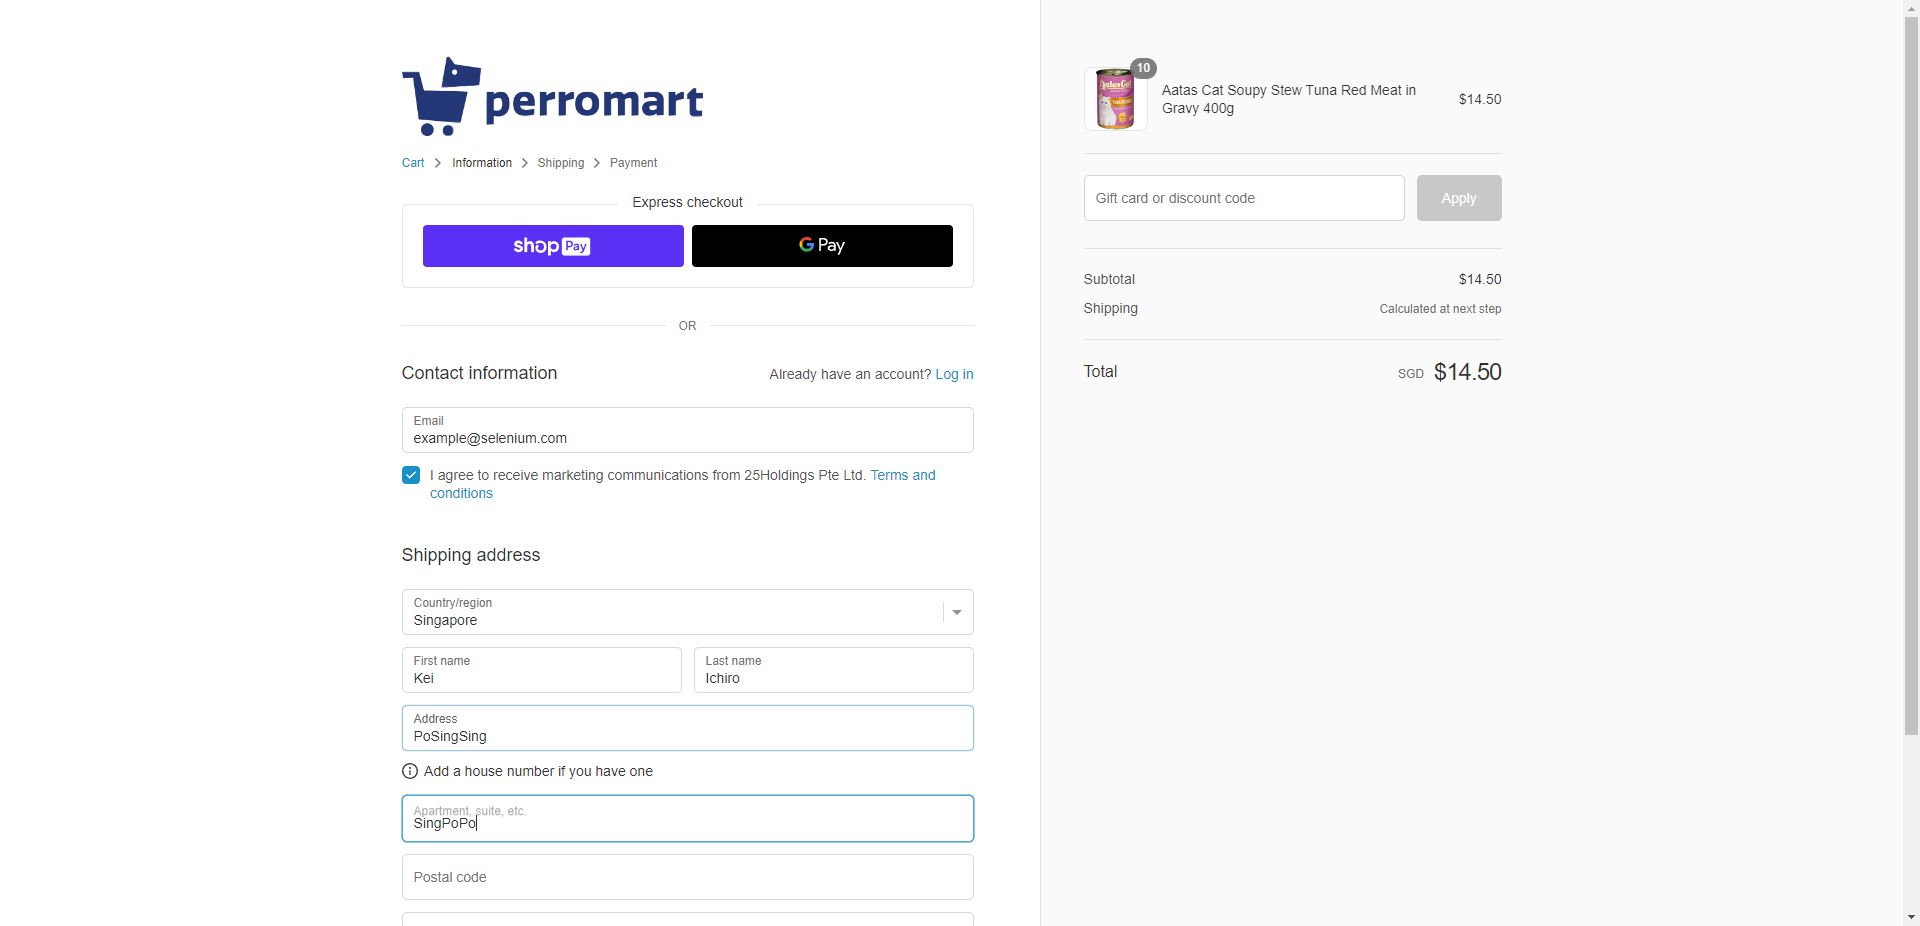 perromart
Cart > Information > Shipping > Payment
Express checkout
shop Pay
G Pay
OR
Contact information
Already have an account? Log in
Email
example@selenium.com
I agree to receive marketing communications from 25Holdings Pte Ltd. Terms and
conditions
Shipping address
Country/region
Singapore
First name
Kei
Last name
Ichiro
Address
PoSingSing
Add a house number if you have one
Apartment, suite, etc.
SingPoPo
Postal code
10
Aatas Cat
Aatas Cat Soupy Stew Tuna Red Meat in
Gravy 400g
$14.50
Gift card or discount code
Apply
Subtotal
$14.50
Shipping
Calculated at next step
Total
SGD $14.50